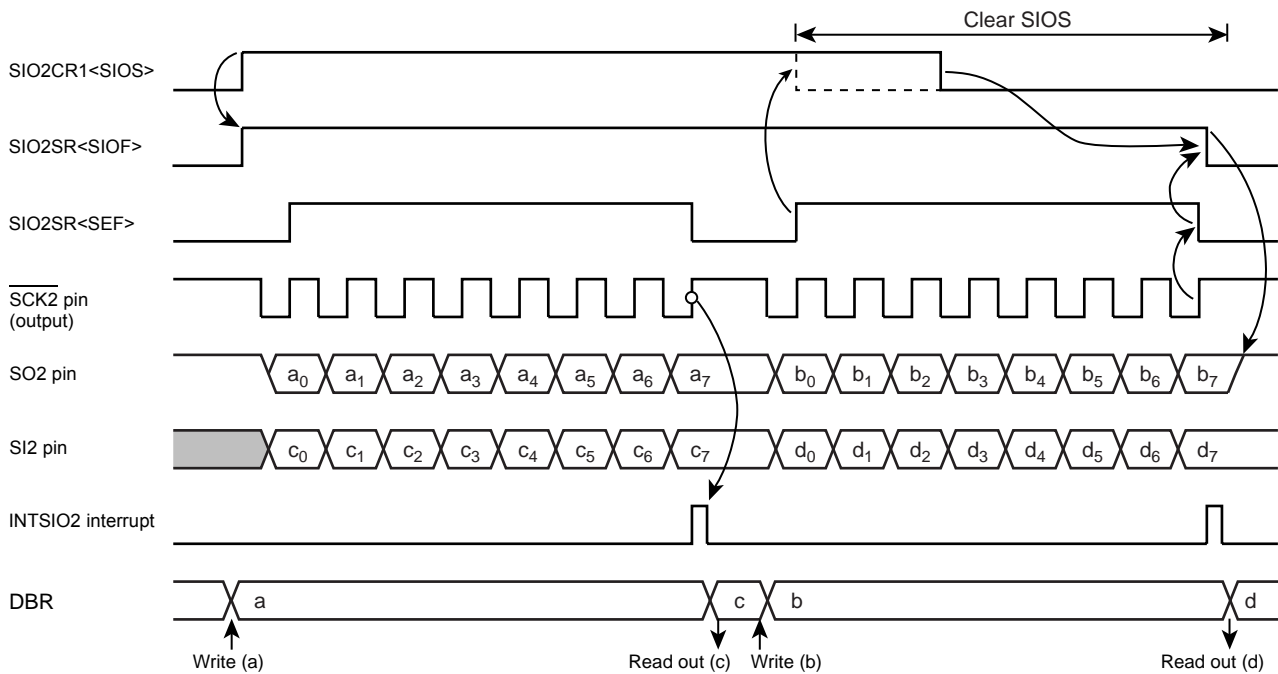 Clear SIOS
SIO2CR1<SIOS>
SIO2SR<SIOF>
SIO2SR<SEF>
SCK2 pin
(output)
SO2 pin
a0 a1 a2 a3 a4 a5 a6 a7 b0 b1 b2 b3 b4 b5 b6 b7
SI2 pin
c0 c1 c2 c3 c4 c5 c6 c7 d0 d1 d2 d3 d4 d5 d6 d7
INTSIO2 interrupt
DBR a c b d
Write (a) Read out (c) Write (b) Read out (d)